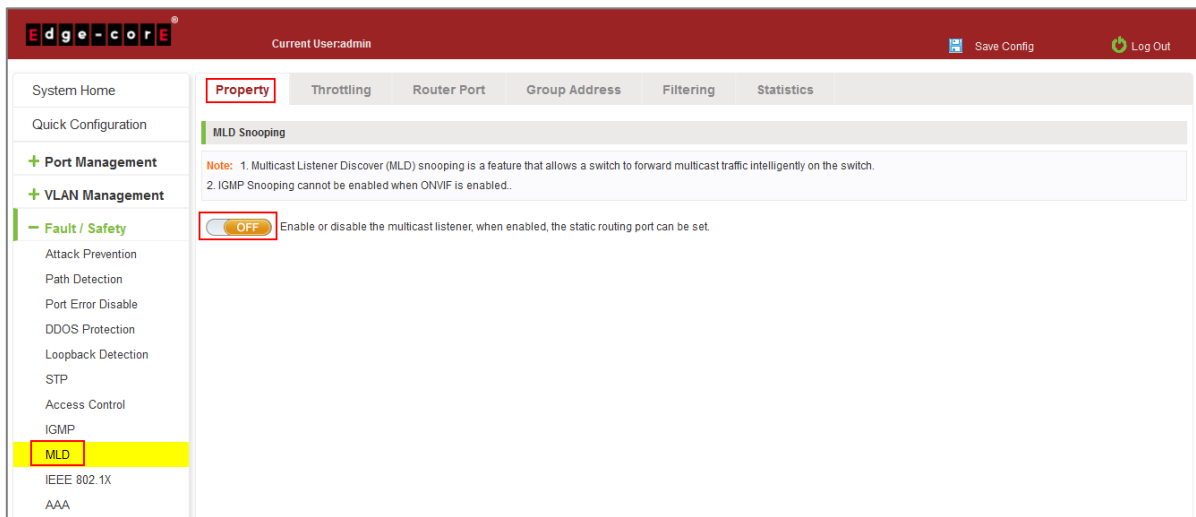 Edge-corE®
Current User:admin
Save Config
Log Out
System Home
Quick Configuration
+ Port Management
+ VLAN Management
− Fault / Safety
Attack Prevention
Path Detection
Port Error Disable
DDOS Protection
Loopback Detection
STP
Access Control
IGMP
MLD
IEEE 802.1X
AAA
Property Throttling Router Port Group Address Filtering Statistics
MLD Snooping
Note: 1. Multicast Listener Discover (MLD) snooping is a feature that allows a switch to forward multicast traffic intelligently on the switch.
2. IGMP Snooping cannot be enabled when ONVIF is enabled..
OFF Enable or disable the multicast listener, when enabled, the static routing port can be set.